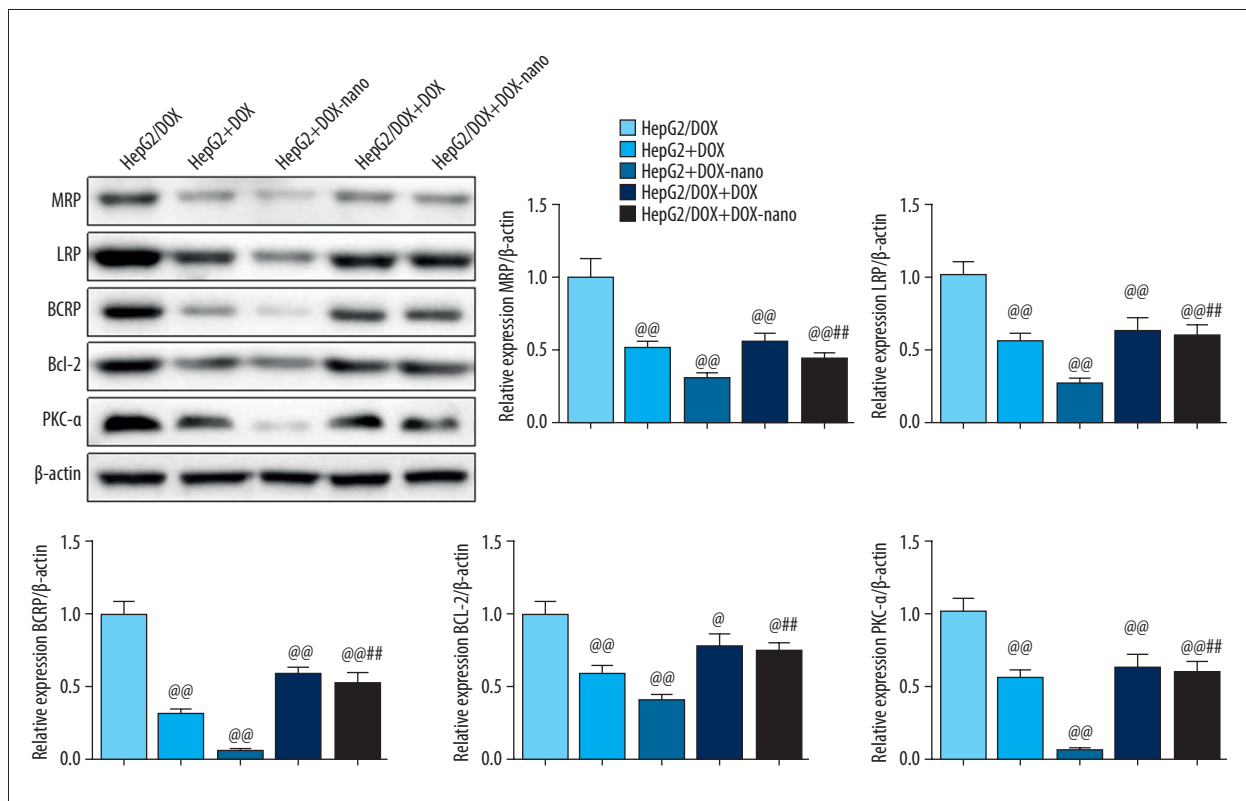 HepG2/DOX
HepG2+DOX
HepG2+DOX-nano
HepG2/DOX+DOX
HepG2/DOX+DOX-nano
MRP
LRP
BCRP
Bcl-2
PKC-α
β-actin
HepG2/DOX
HepG2+DOX
HepG2+DOX-nano
HepG2/DOX+DOX
HepG2/DOX+DOX-nano
Relative expression MRP/β-actin
1.5
1.0
0.5
0.0
@@
@@
@@
@@##
Relative expression LRP/β-actin
1.5
1.0
0.5
0.0
@@
@@
@@
@@##
Relative expression BCRP/β-actin
1.5
1.0
0.5
0.0
@@
@@
@@
@@##
Relative expression BCL-2/β-actin
1.5
1.0
0.5
0.0
@@
@@
@
@##
Relative expression PKC-α/β-actin
1.5
1.0
0.5
0.0
@@
@@
@@
@@##